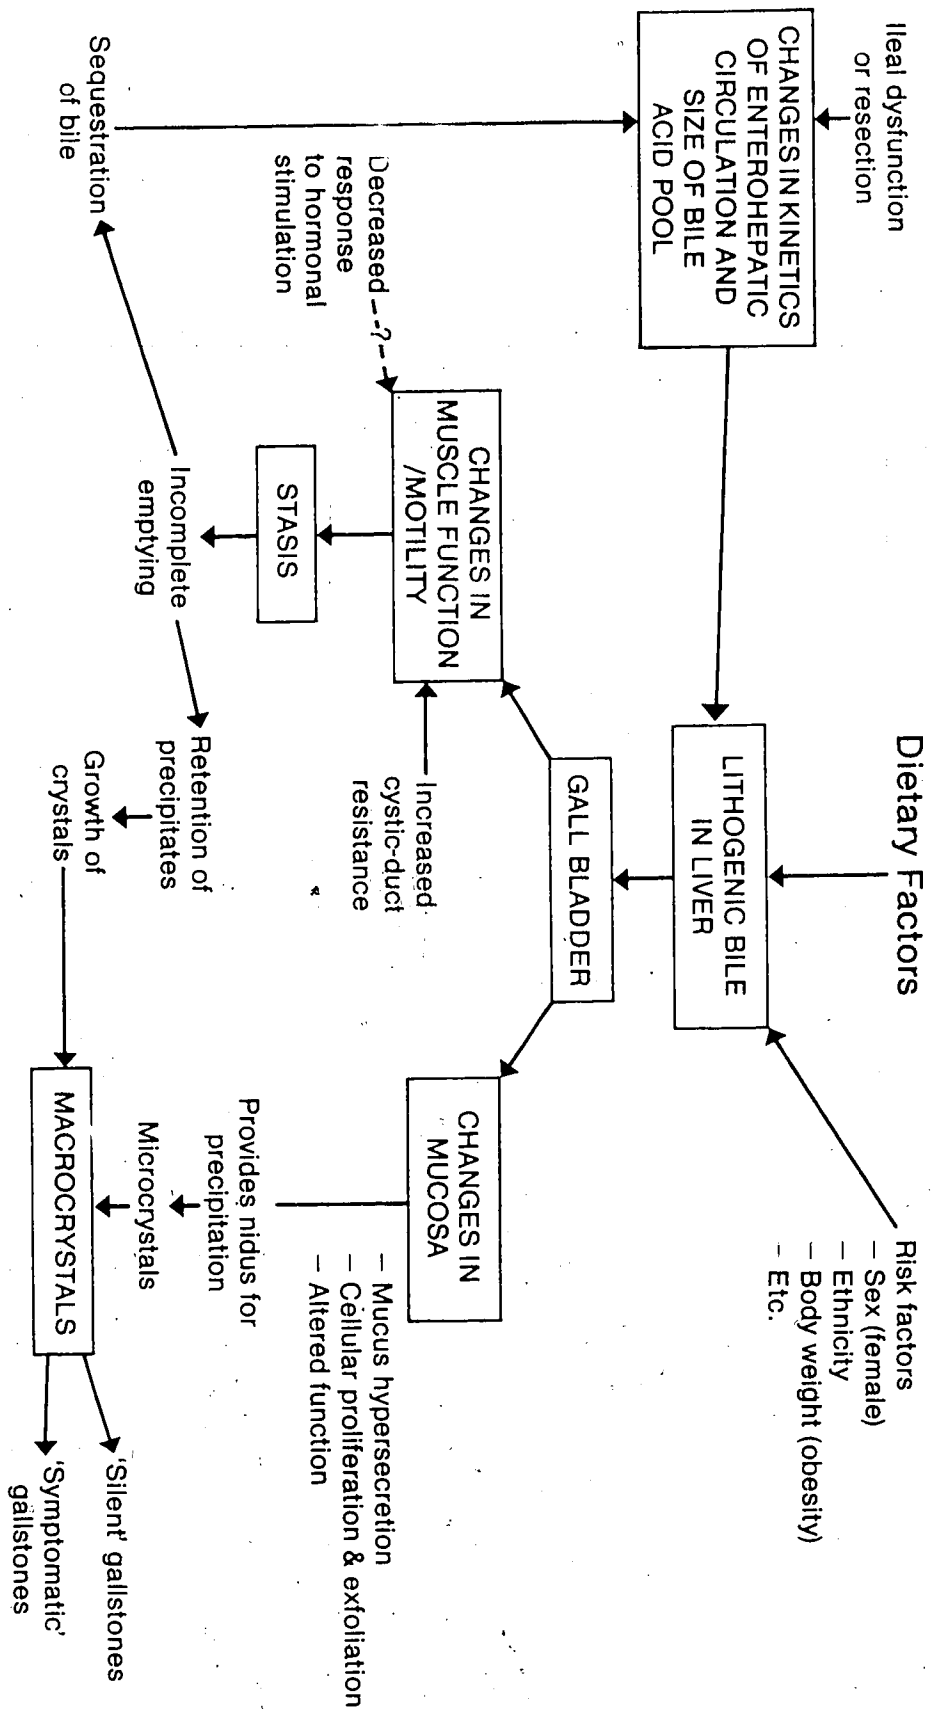 Dietary Factors
Ileal dysfunction
or resection
CHANGES IN KINETICS
OF ENTEROHEPATIC
CIRCULATION AND
SIZE OF BILE
ACID POOL
LITHOGENIC BILE
IN LIVER
Risk factors
– Sex (female)
– Ethnicity
– Body weight (obesity)
– Etc.
GALL BLADDER
CHANGES IN
MUSCLE FUNCTION
/MOTILITY
Decreased --?-
response
to hormonal
stimulation
Increased
cystic-duct
resistance
CHANGES IN
MUCOSA
– Mucus hypersecretion
– Cellular proliferation & exfoliation
– Altered function
STASIS
Incomplete
emptying
Sequestration
of bile
Retention of
precipitates
Growth of
crystals
Provides nidus for
precipitation
Microcrystals
MACROCRYSTALS
'Silent' gallstones
'Symptomatic'
gallstones